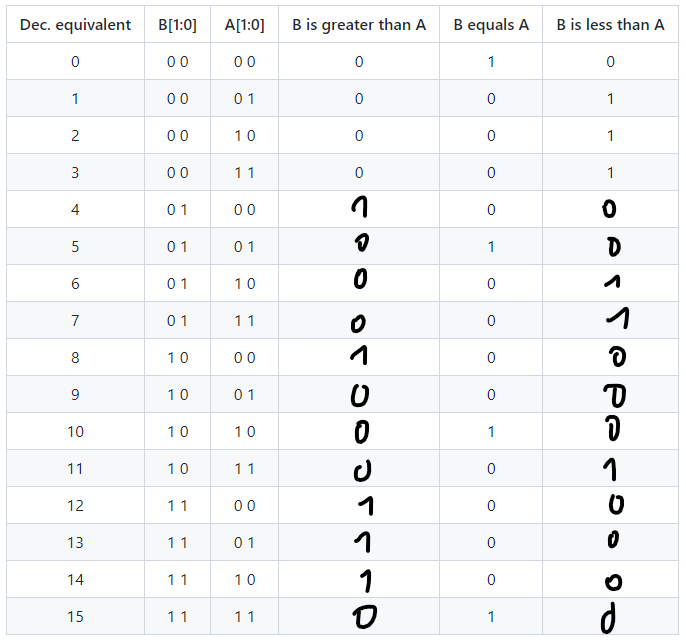 Dec. equivalent B[1:0] A[1:0] B is greater than A B equals A B is less than A
0 0 0 0 0 0 1 0
1 0 0 0 1 0 0 1
2 0 0 1 0 0 0 1
3 0 0 1 1 0 0 1
4 0 1 0 0 1 0 0
5 0 1 0 1 0 1 0
6 0 1 1 0 0 0 1
7 0 1 1 1 0 0 1
8 1 0 0 0 1 0 0
9 1 0 0 1 0 0 0
10 1 0 1 0 0 1 0
11 1 0 1 1 0 0 1
12 1 1 0 0 1 0 0
13 1 1 0 1 1 0 0
14 1 1 1 0 1 0 0
15 1 1 1 1 0 1 0